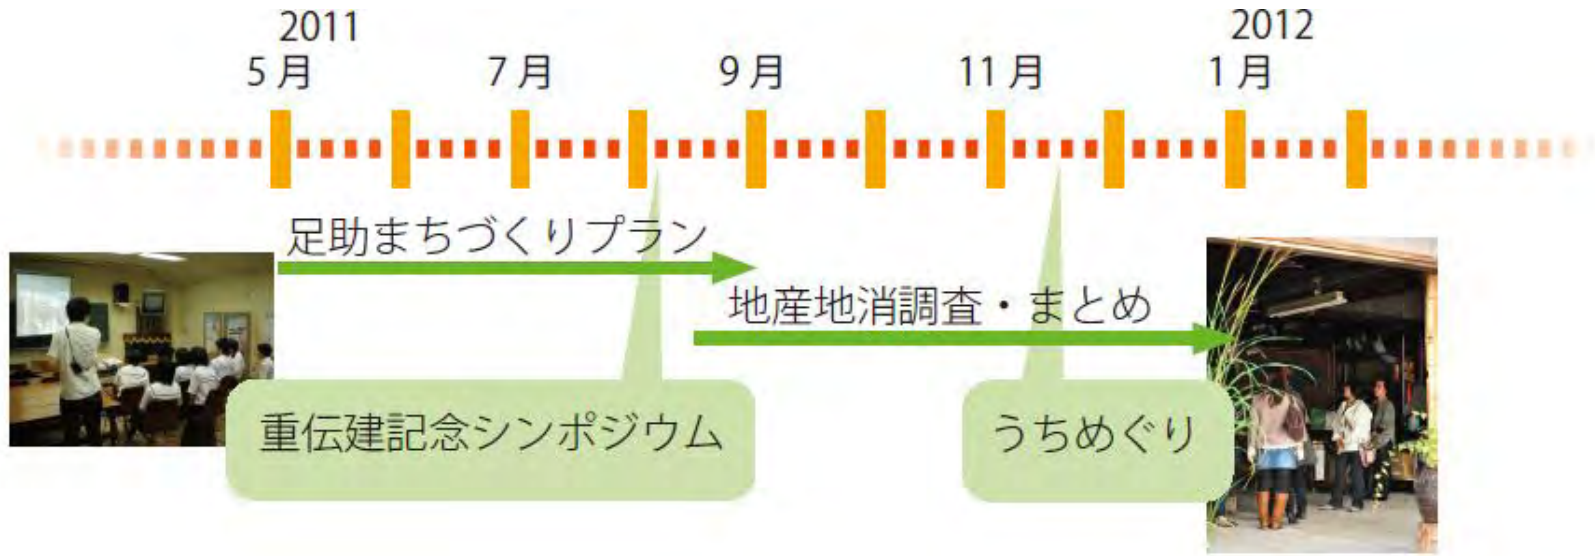 2011
2012
5月
7月
9月
11月
1月
足助まちづくりプラン
地産地消調査・まとめ
重伝建記念シンポジウム
うちめぐり